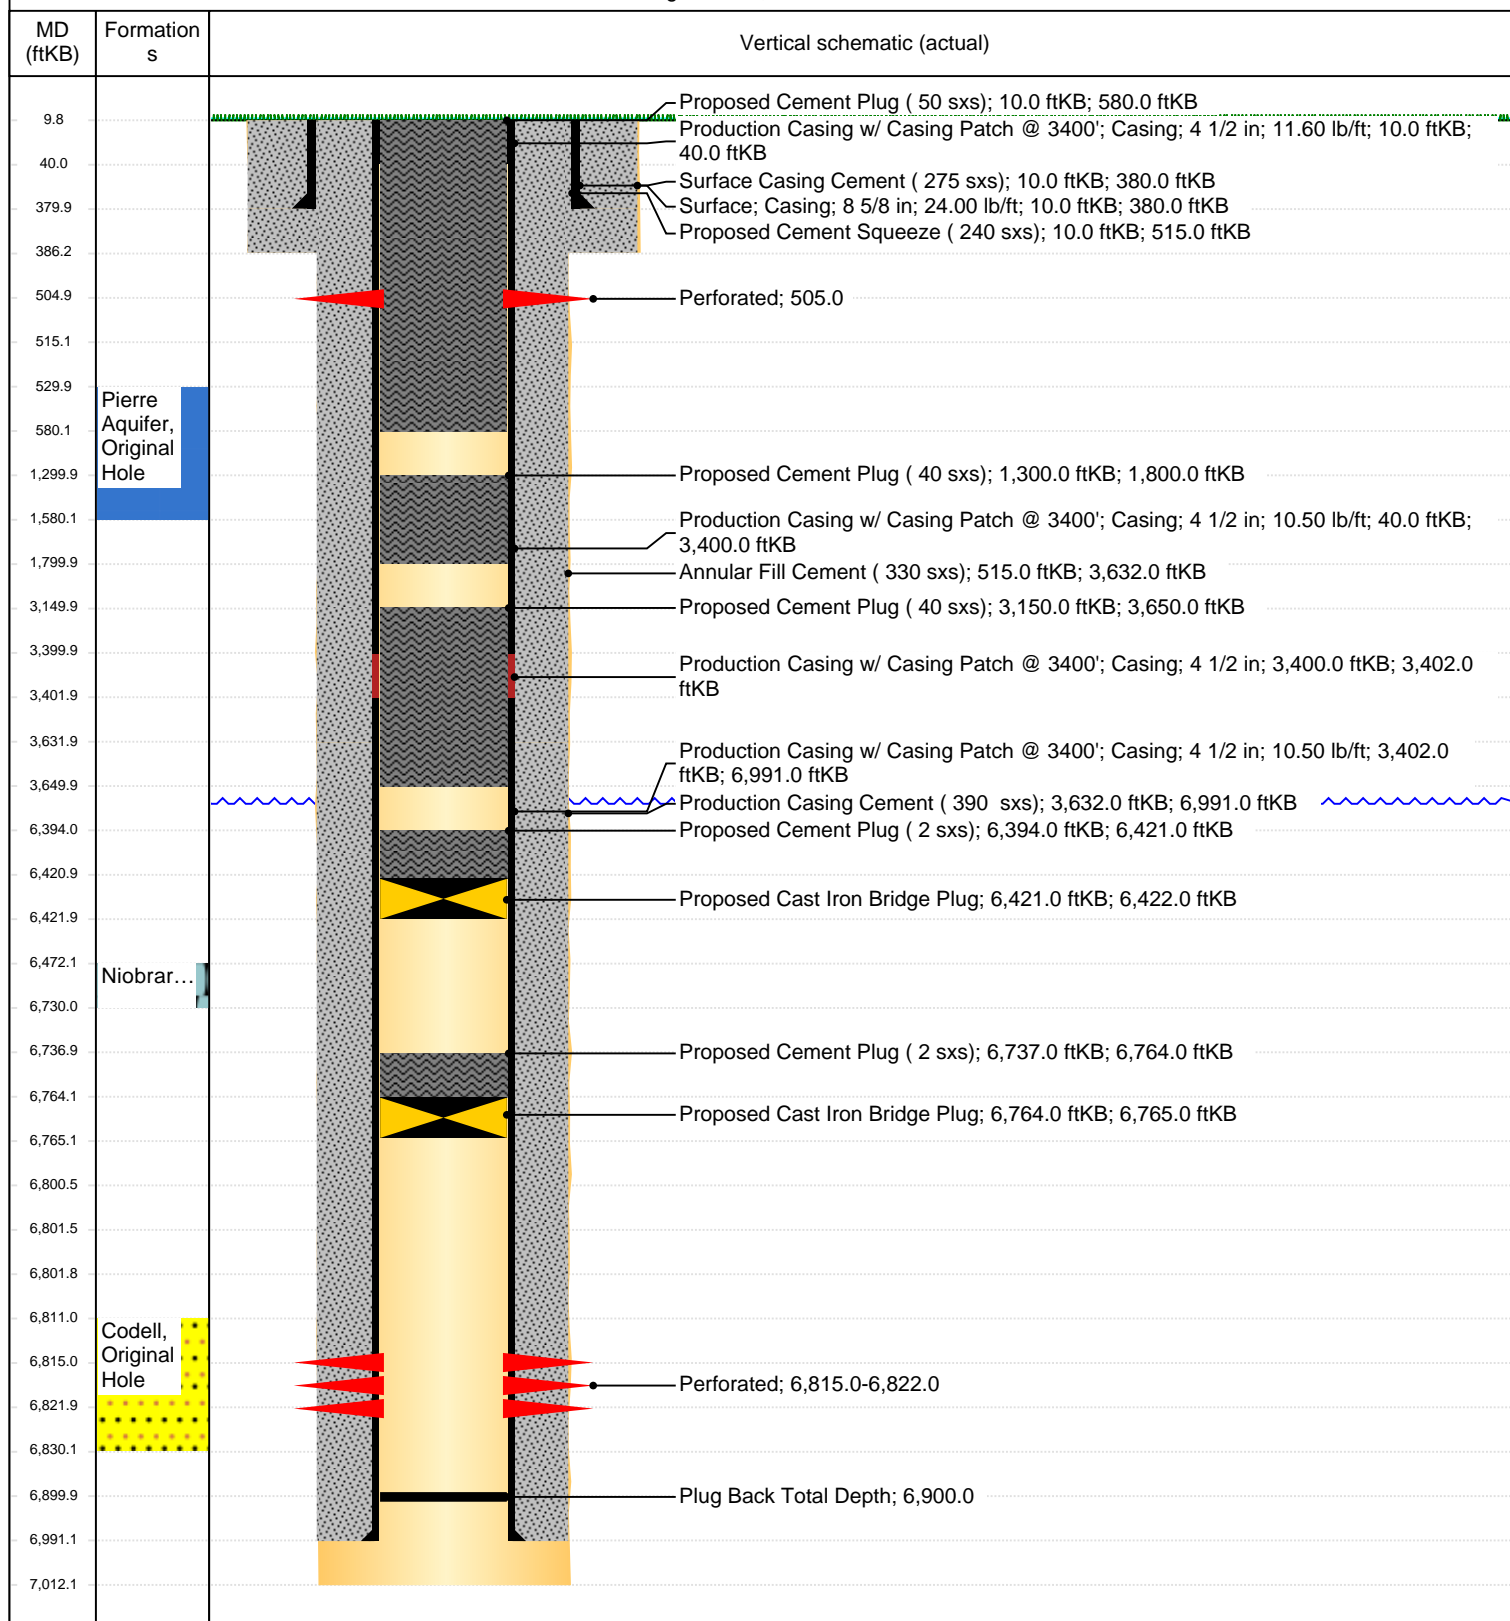 MD
(ftKB)
Formation
s
Vertical schematic (actual)
9.8
40.0
379.9
386.2
504.9
515.1
529.9
580.1
1,299.9
1,580.1
1,799.9
3,149.9
3,399.9
3,401.9
3,631.9
3,649.9
6,394.0
6,420.9
6,421.9
6,472.1
6,730.0
6,736.9
6,764.1
6,765.1
6,800.5
6,801.5
6,801.8
6,811.0
6,815.0
6,821.9
6,830.1
6,899.9
6,991.1
7,012.1
Pierre
Aquifer,
Original
Hole
Niobrar…
Codell,
Original
Hole
Proposed Cement Plug ( 50 sxs); 10.0 ftKB; 580.0 ftKB
Production Casing w/ Casing Patch @ 3400'; Casing; 4 1/2 in; 11.60 lb/ft; 10.0 ftKB;
40.0 ftKB
Surface Casing Cement ( 275 sxs); 10.0 ftKB; 380.0 ftKB
Surface; Casing; 8 5/8 in; 24.00 lb/ft; 10.0 ftKB; 380.0 ftKB
Proposed Cement Squeeze ( 240 sxs); 10.0 ftKB; 515.0 ftKB
Perforated; 505.0
Proposed Cement Plug ( 40 sxs); 1,300.0 ftKB; 1,800.0 ftKB
Production Casing w/ Casing Patch @ 3400'; Casing; 4 1/2 in; 10.50 lb/ft; 40.0 ftKB;
3,400.0 ftKB
Annular Fill Cement ( 330 sxs); 515.0 ftKB; 3,632.0 ftKB
Proposed Cement Plug ( 40 sxs); 3,150.0 ftKB; 3,650.0 ftKB
Production Casing w/ Casing Patch @ 3400'; Casing; 4 1/2 in; 3,400.0 ftKB; 3,402.0
ftKB
Production Casing w/ Casing Patch @ 3400'; Casing; 4 1/2 in; 10.50 lb/ft; 3,402.0
ftKB; 6,991.0 ftKB
Production Casing Cement ( 390  sxs); 3,632.0 ftKB; 6,991.0 ftKB
Proposed Cement Plug ( 2 sxs); 6,394.0 ftKB; 6,421.0 ftKB
Proposed Cast Iron Bridge Plug; 6,421.0 ftKB; 6,422.0 ftKB
Proposed Cement Plug ( 2 sxs); 6,737.0 ftKB; 6,764.0 ftKB
Proposed Cast Iron Bridge Plug; 6,764.0 ftKB; 6,765.0 ftKB
Perforated; 6,815.0-6,822.0
Plug Back Total Depth; 6,900.0